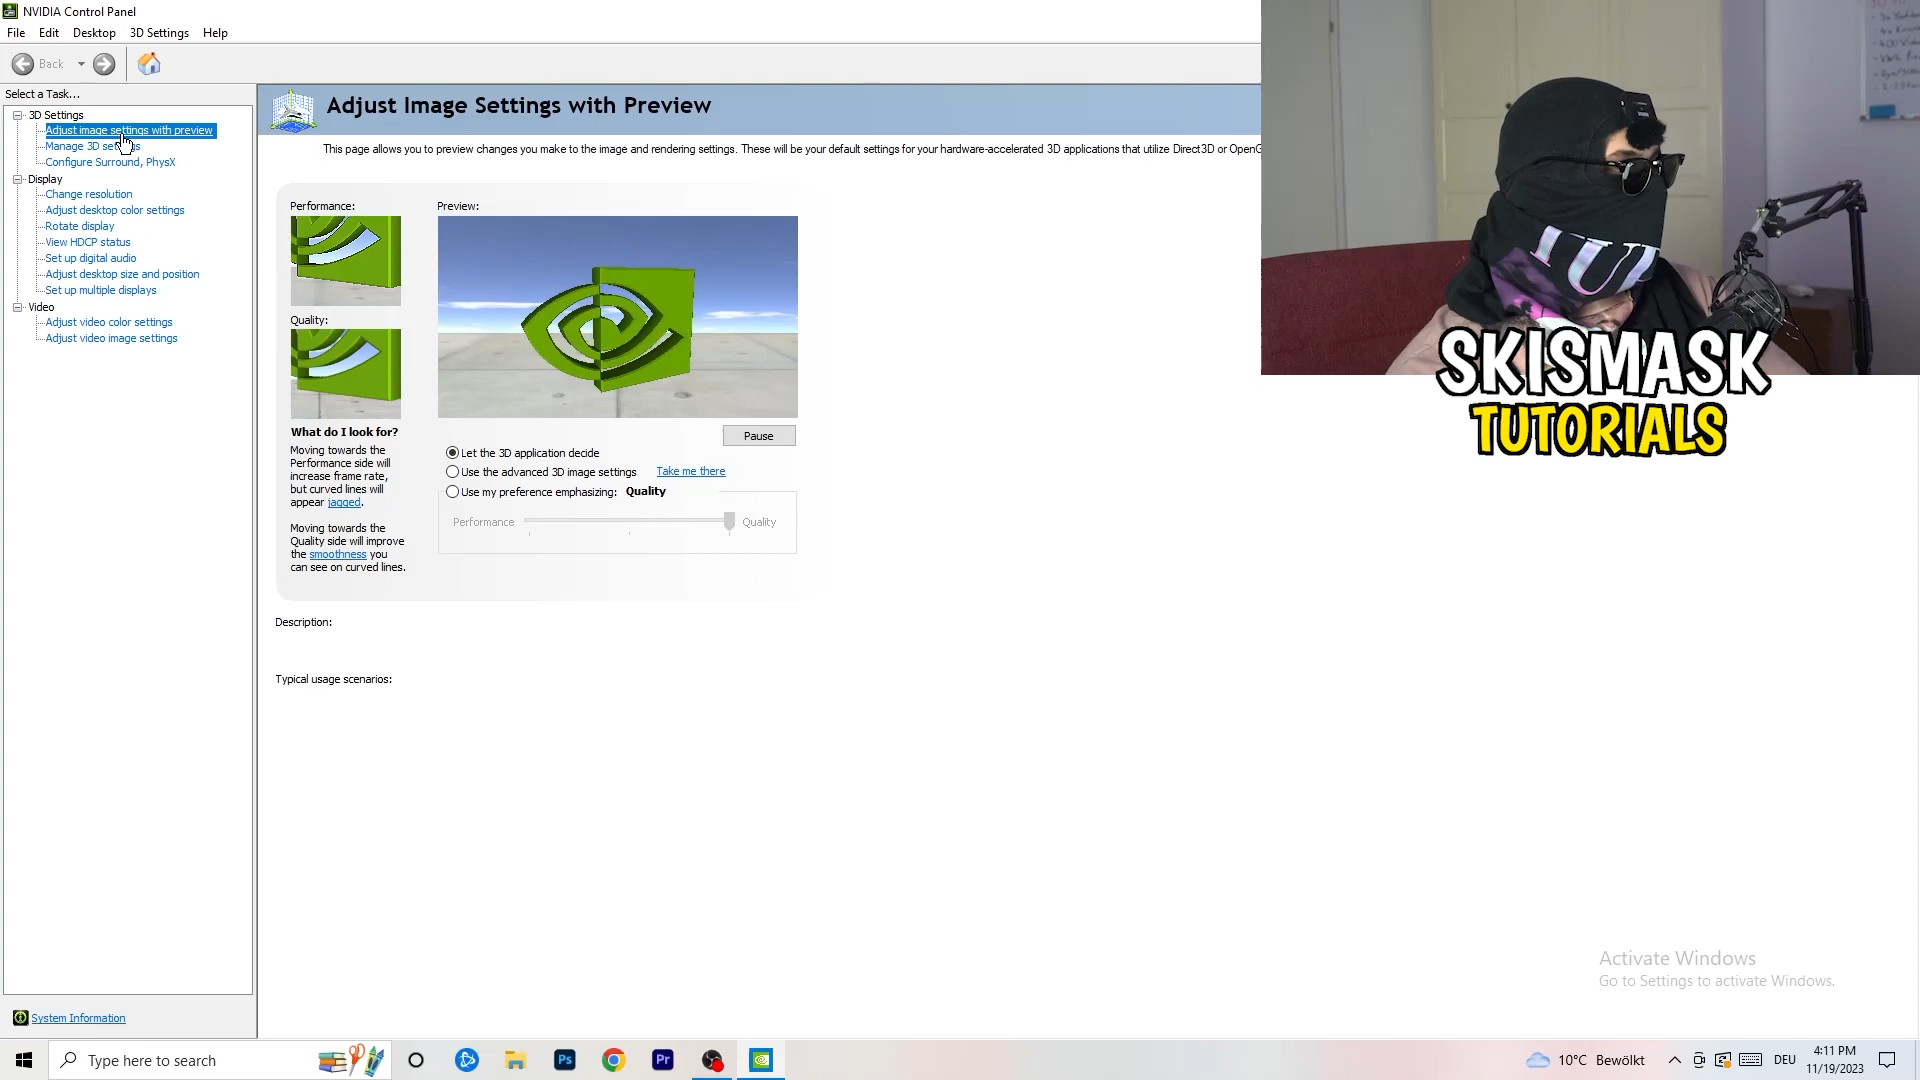 NVIDIA Control Panel
File Edit Desktop 3D Settings Help
Back
Select a Task...
3D Settings
Adjust image settings with preview
Manage 3D settings
Configure Surround, PhysX
Display
Change resolution
Adjust desktop color settings
Rotate display
View HDCP status
Set up digital audio
Adjust desktop size and position
Set up multiple displays
Video
Adjust video color settings
Adjust video image settings
System Information
Adjust Image Settings with Preview
This page allows you to preview changes you make to the image and rendering settings. These will be your default settings for your hardware-accelerated 3D applications that utilize Direct3D or OpenG
Performance:
Quality:
What do I look for?
Moving towards the
Performance side will
increase frame rate,
but curved lines will
appear jagged.
Moving towards the
Quality side will improve
the smoothness you
can see on curved lines.
Preview:
Pause
Let the 3D application decide
Use the advanced 3D image settings Take me there
Use my preference emphasizing: Quality
Performance Quality
Description:
Typical usage scenarios:
SKISMASK
TUTORIALS
Activate Windows
Go to Settings to activate Windows.
Type here to search
Ps
Pr
10°C Bewölkt
DEU
4:11 PM
11/19/2023